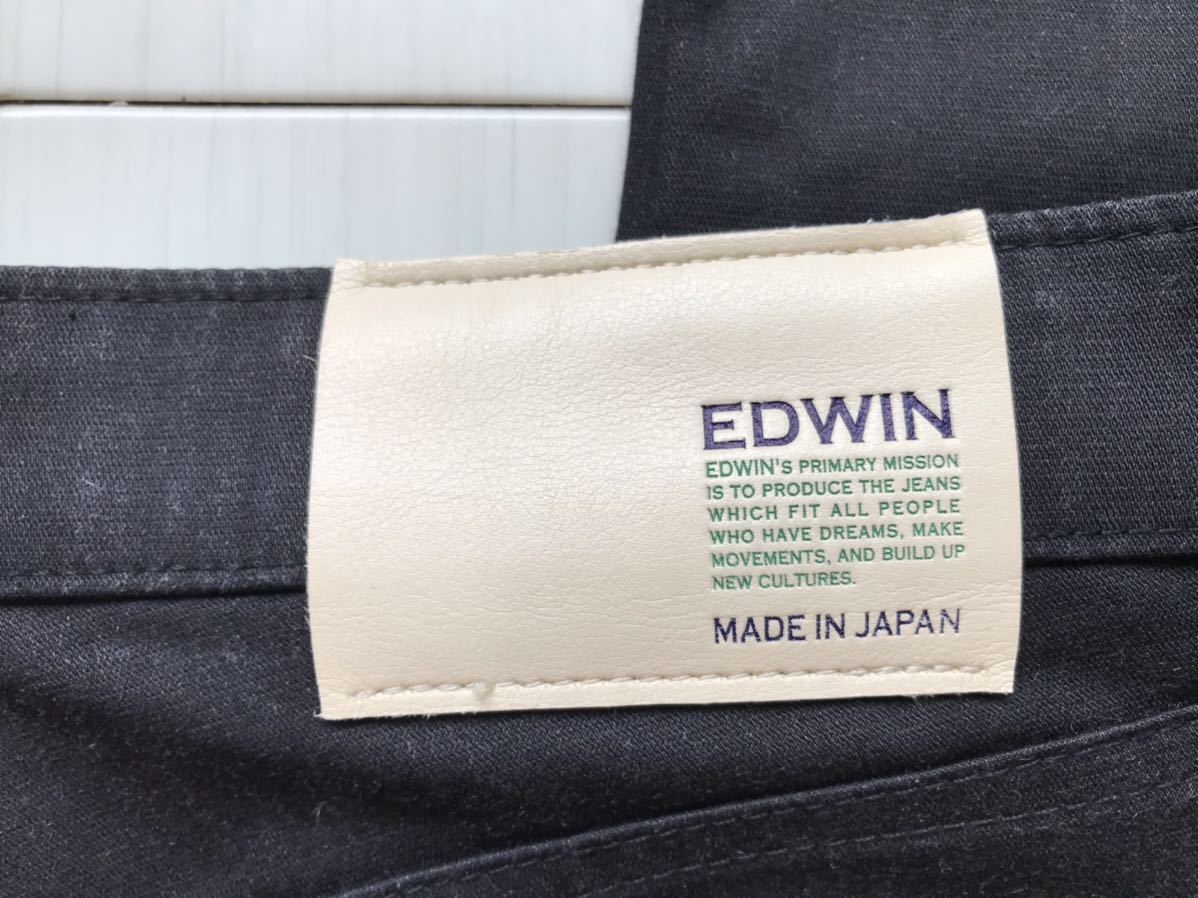 EDWIN
EDWIN'S PRIMARY MISSION
IS TO PRODUCE THE JEANS
WHICH FIT ALL PEOPLE
WHO HAVE DREAMS, MAKE
MOVEMENTS, AND BUILD UP
NEW CULTURES.
MADE IN JAPAN